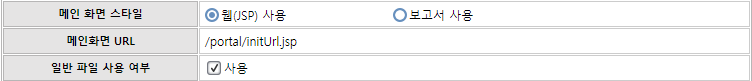 메인 화면 스타일 웹(JSP) 사용 보고서 사용
메인화면 URL /portal/initUrl.jsp
일반 파일 사용 여부 사용